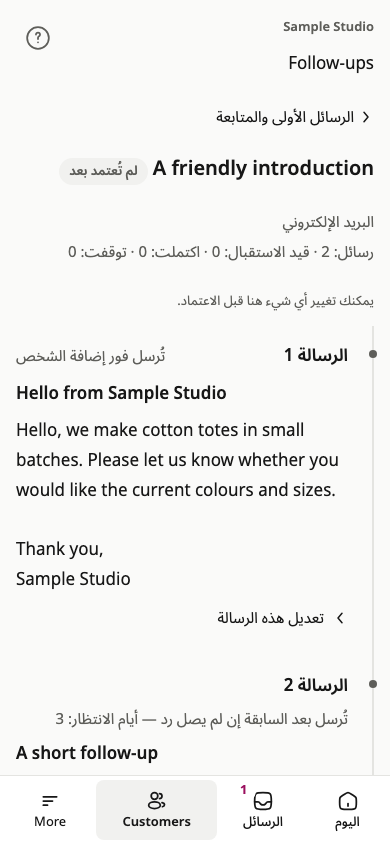 Sample Studio
Follow-ups
الرسائل الأولى والمتابعة
A friendly introduction لم تُعتمد بعد
البريد الإلكتروني
رسائل: 2 · قيد الاستقبال: 0 · اكتملت: 0 · توقفت: 0
يمكنك تغيير أي شيء هنا قبل الاعتماد.
الرسالة 1 تُرسل فور إضافة الشخص
Hello from Sample Studio
Hello, we make cotton totes in small
batches. Please let us know whether you
would like the current colours and sizes.
Thank you,
Sample Studio
تعديل هذه الرسالة
الرسالة 2
تُرسل بعد السابقة إن لم يصل رد — أيام الانتظار: 3
A short follow-up
اليوم
1
الرسائل
Customers
More